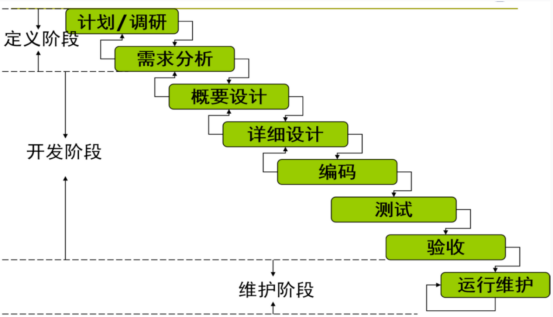 计划/调研
定义阶段
需求分析
概要设计
详细设计
开发阶段
编码
测试
验收
运行维护
维护阶段